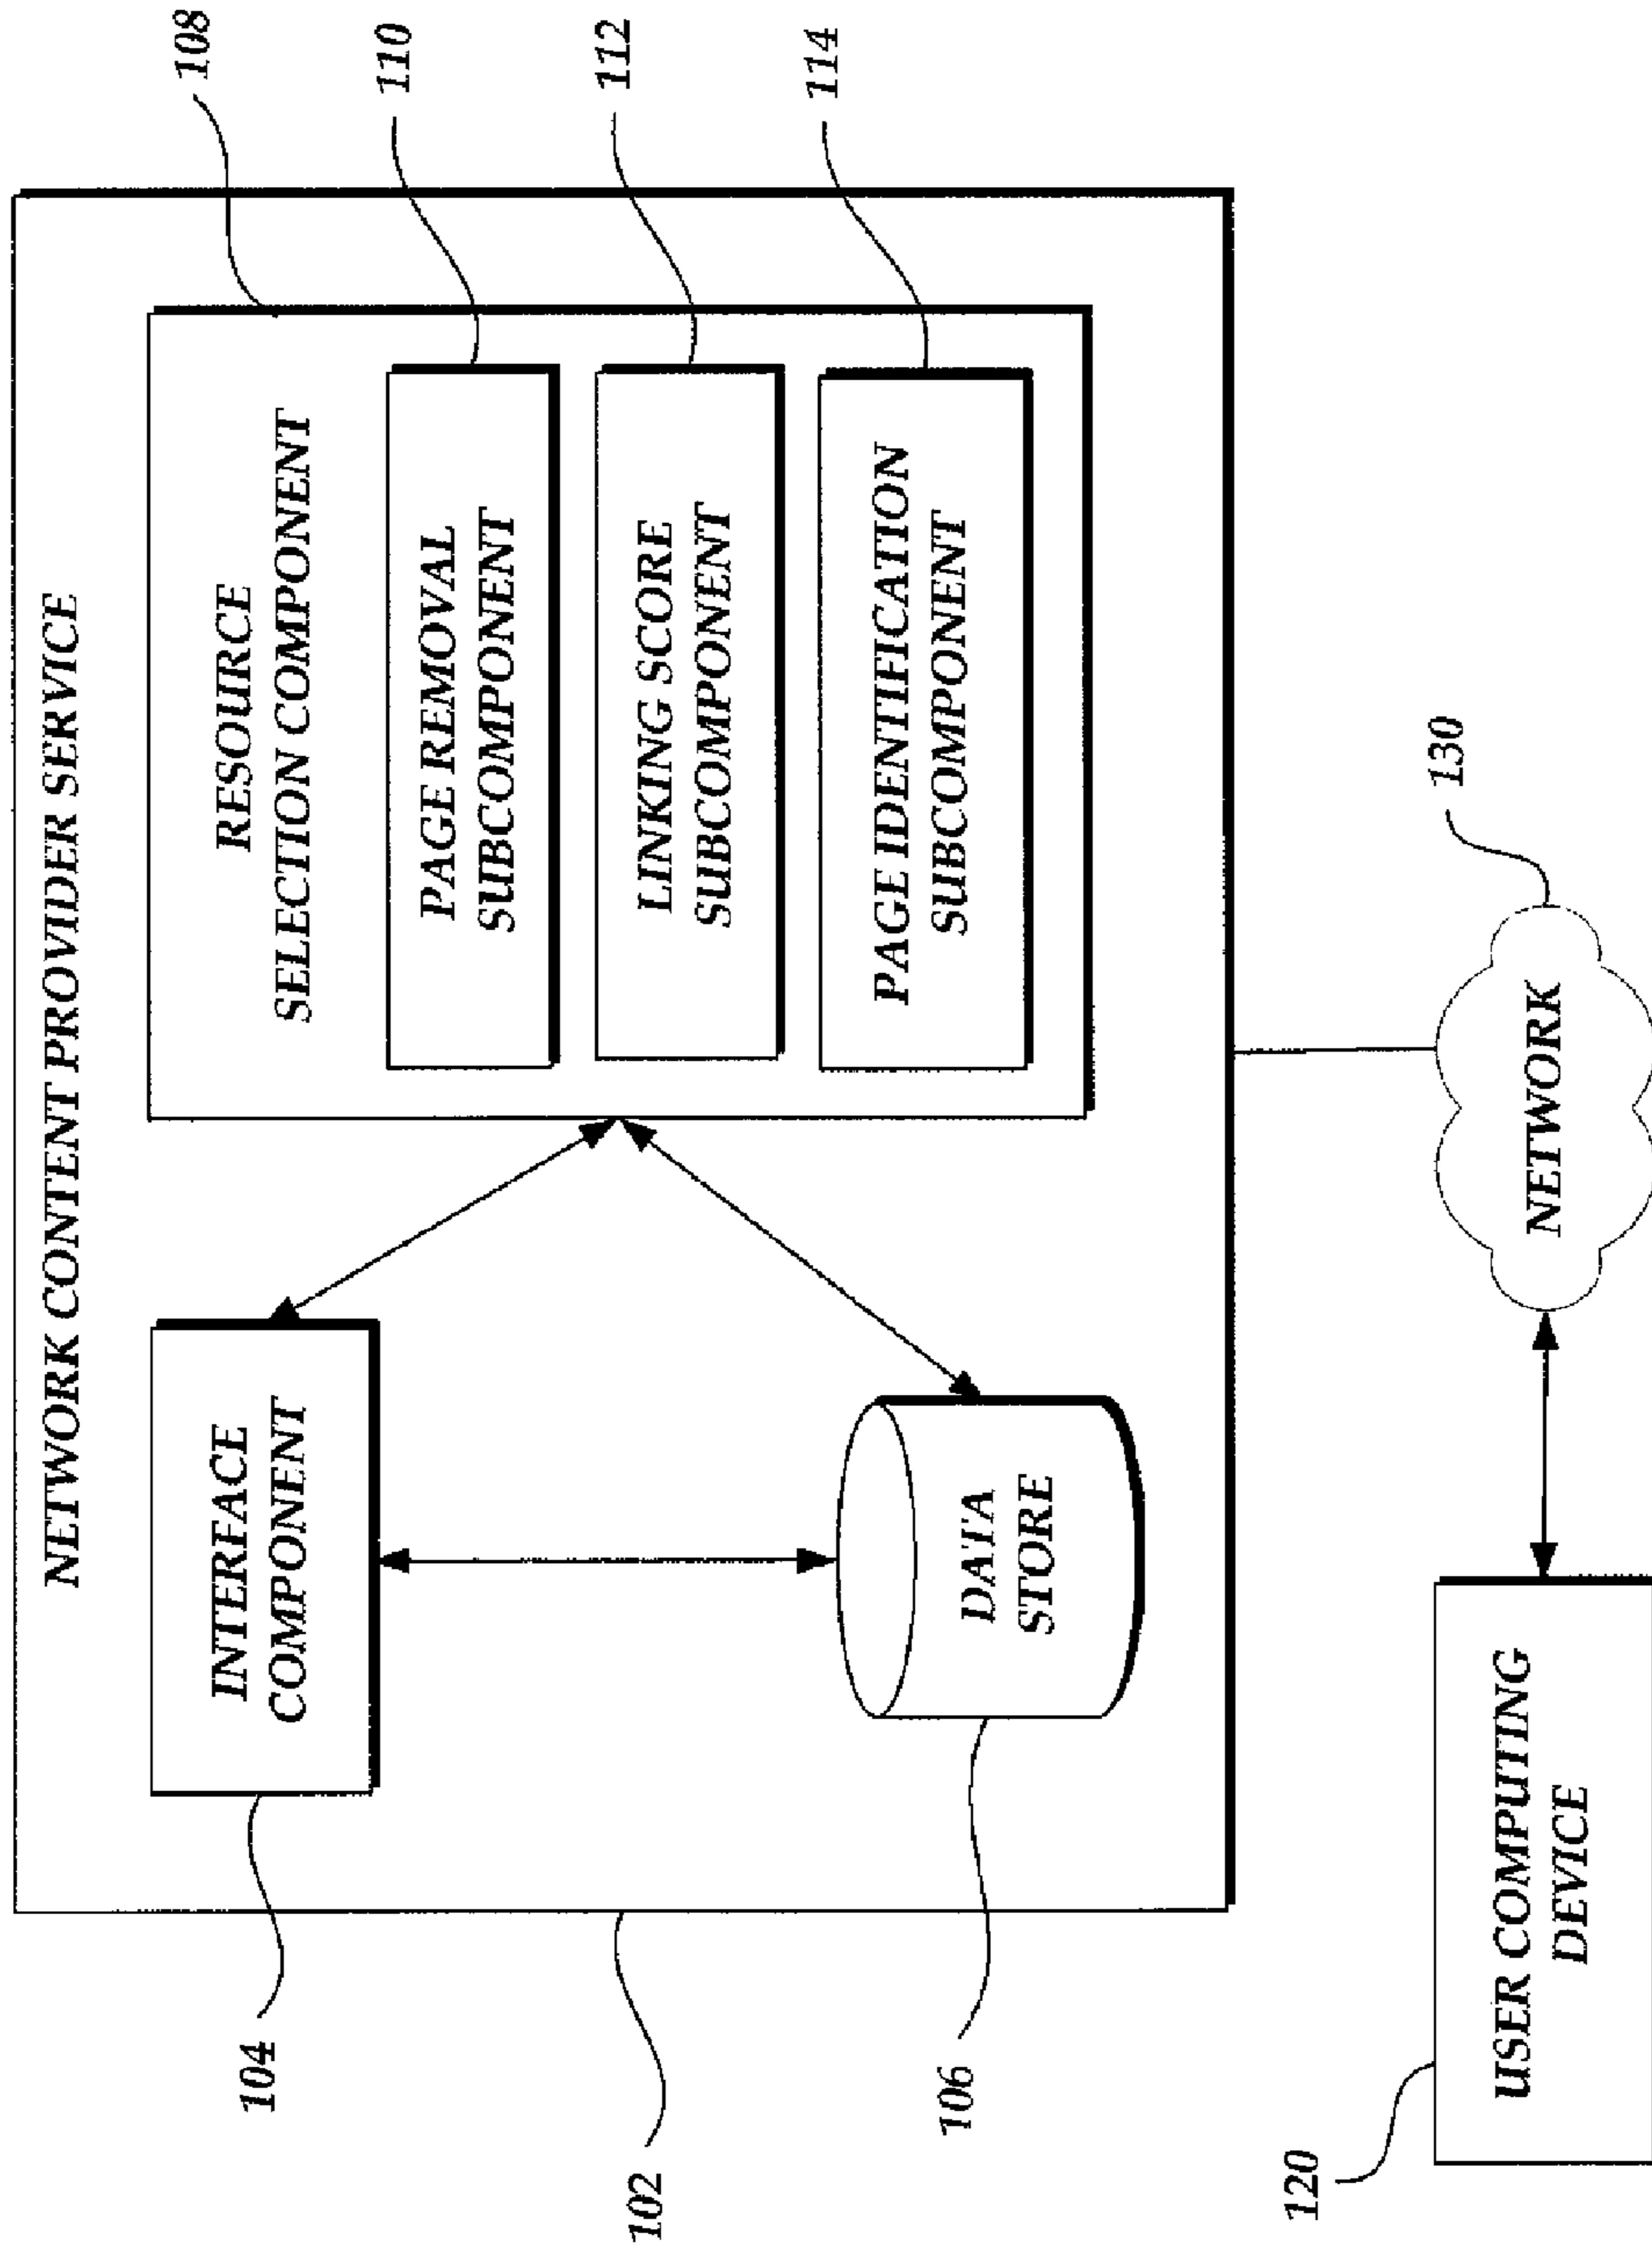 NETWORK CONTENT PROVIDER SERVICE
108
RESOURCE
SELECTION COMPONENT
INTERFACE
COMPONENT
104
110
PAGE REMOVAL
SUBCOMPONENT
112
LINKING SCORE
SUBCOMPONENT
102
114
PAGE IDENTIFICATION
SUBCOMPONENT
DATA
STORE
106
120
130
USER COMPUTING
DEVICE
NETWORK